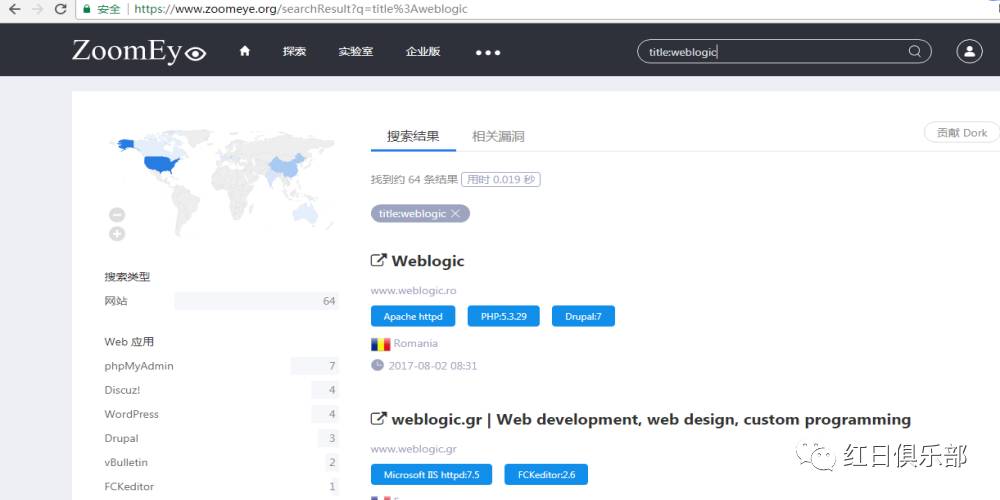 安全 | https://www.zoomeye.org/searchResult?q=title%3Aweblogic
ZoomEye
探索
实验室
企业版
title:weblogic
搜索结果
相关漏洞
贡献 Dork
找到约 64 条结果 用时 0.019 秒
title:weblogic
Weblogic
www.weblogic.ro
Apache httpd PHP:5.3.29 Drupal:7
Romania
2017-08-02 08:31
weblogic.gr | Web development, web design, custom programming
www.weblogic.gr
Microsoft IIS httpd:7.5 FCKeditor:2.6
搜索类型
网站 64
Web 应用
phpMyAdmin 7
Discuz! 4
WordPress 4
Drupal 3
vBulletin 2
FCKeditor 1
红日俱乐部